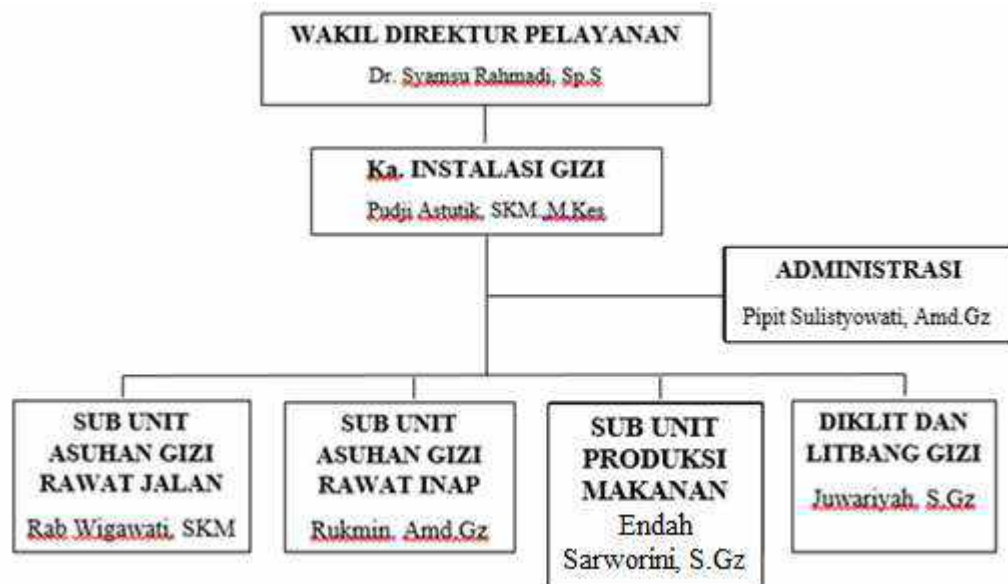 WAKIL DIREKTUR PELAYANAN
Dr. Syamsu Rahmadi, Sp.S
Ka. INSTALASI GIZI
Pudji Astutik, SKM.,M.Kes
ADMINISTRASI
Pipit Sulistyowati, Amd.Gz
SUB UNIT
ASUHAN GIZI
RAWAT JALAN
Rab Wigawati, SKM
SUB UNIT
ASUHAN GIZI
RAWAT INAP
Rukmin, Amd.Gz
SUB UNIT
PRODUKSI
MAKANAN
Endah
Sarworini, S.Gz
DIKLIT DAN
LITBANG GIZI
Juwariyah, S.Gz